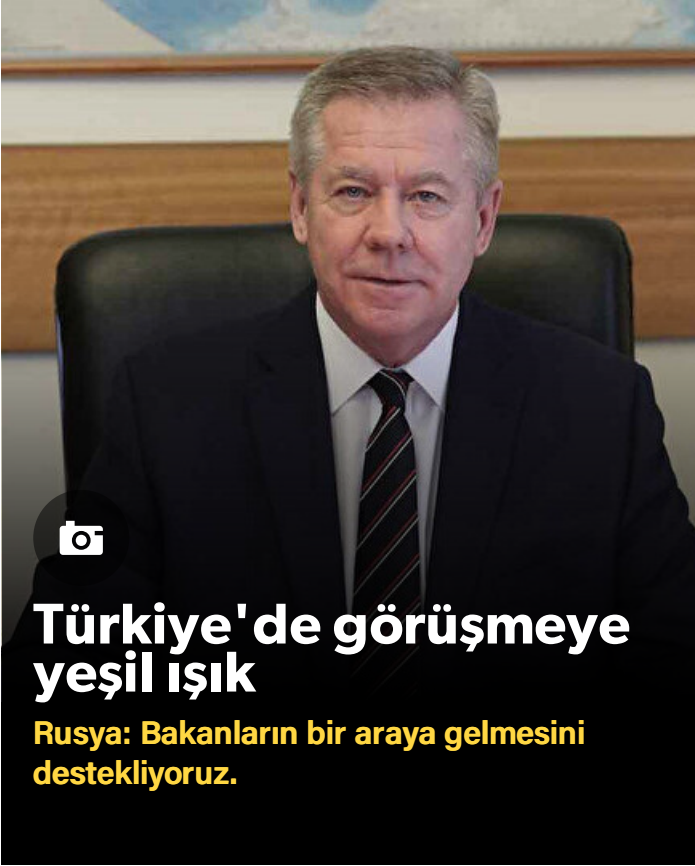 Türkiye'de görüşmeye
yeşil ışık
Rusya: Bakanların bir araya gelmesini
destekliyoruz.